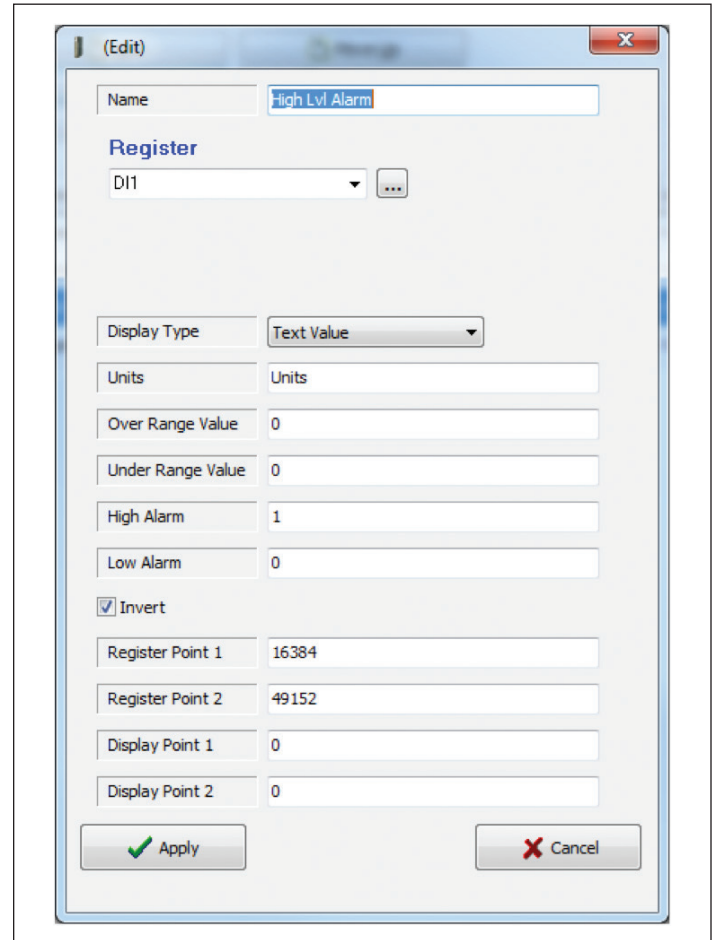 (Edit)
Name High Lvl Alarm
Register
DI1 ...
Display Type Text Value
Units Units
Over Range Value 0
Under Range Value 0
High Alarm 1
Low Alarm 0
Invert
Register Point 1 16384
Register Point 2 49152
Display Point 1 0
Display Point 2 0
Apply Cancel